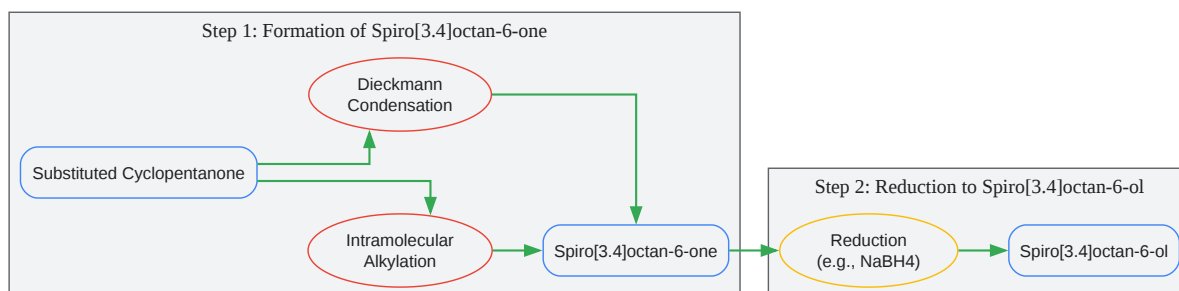 Step 1: Formation of Spiro[3.4]octan-6-one
Dieckmann
Condensation
Substituted Cyclopentanone
Intramolecular
Alkylation
Spiro[3.4]octan-6-one
Step 2: Reduction to Spiro[3.4]octan-6-ol
Reduction
(e.g., NaBH4)
Spiro[3.4]octan-6-ol